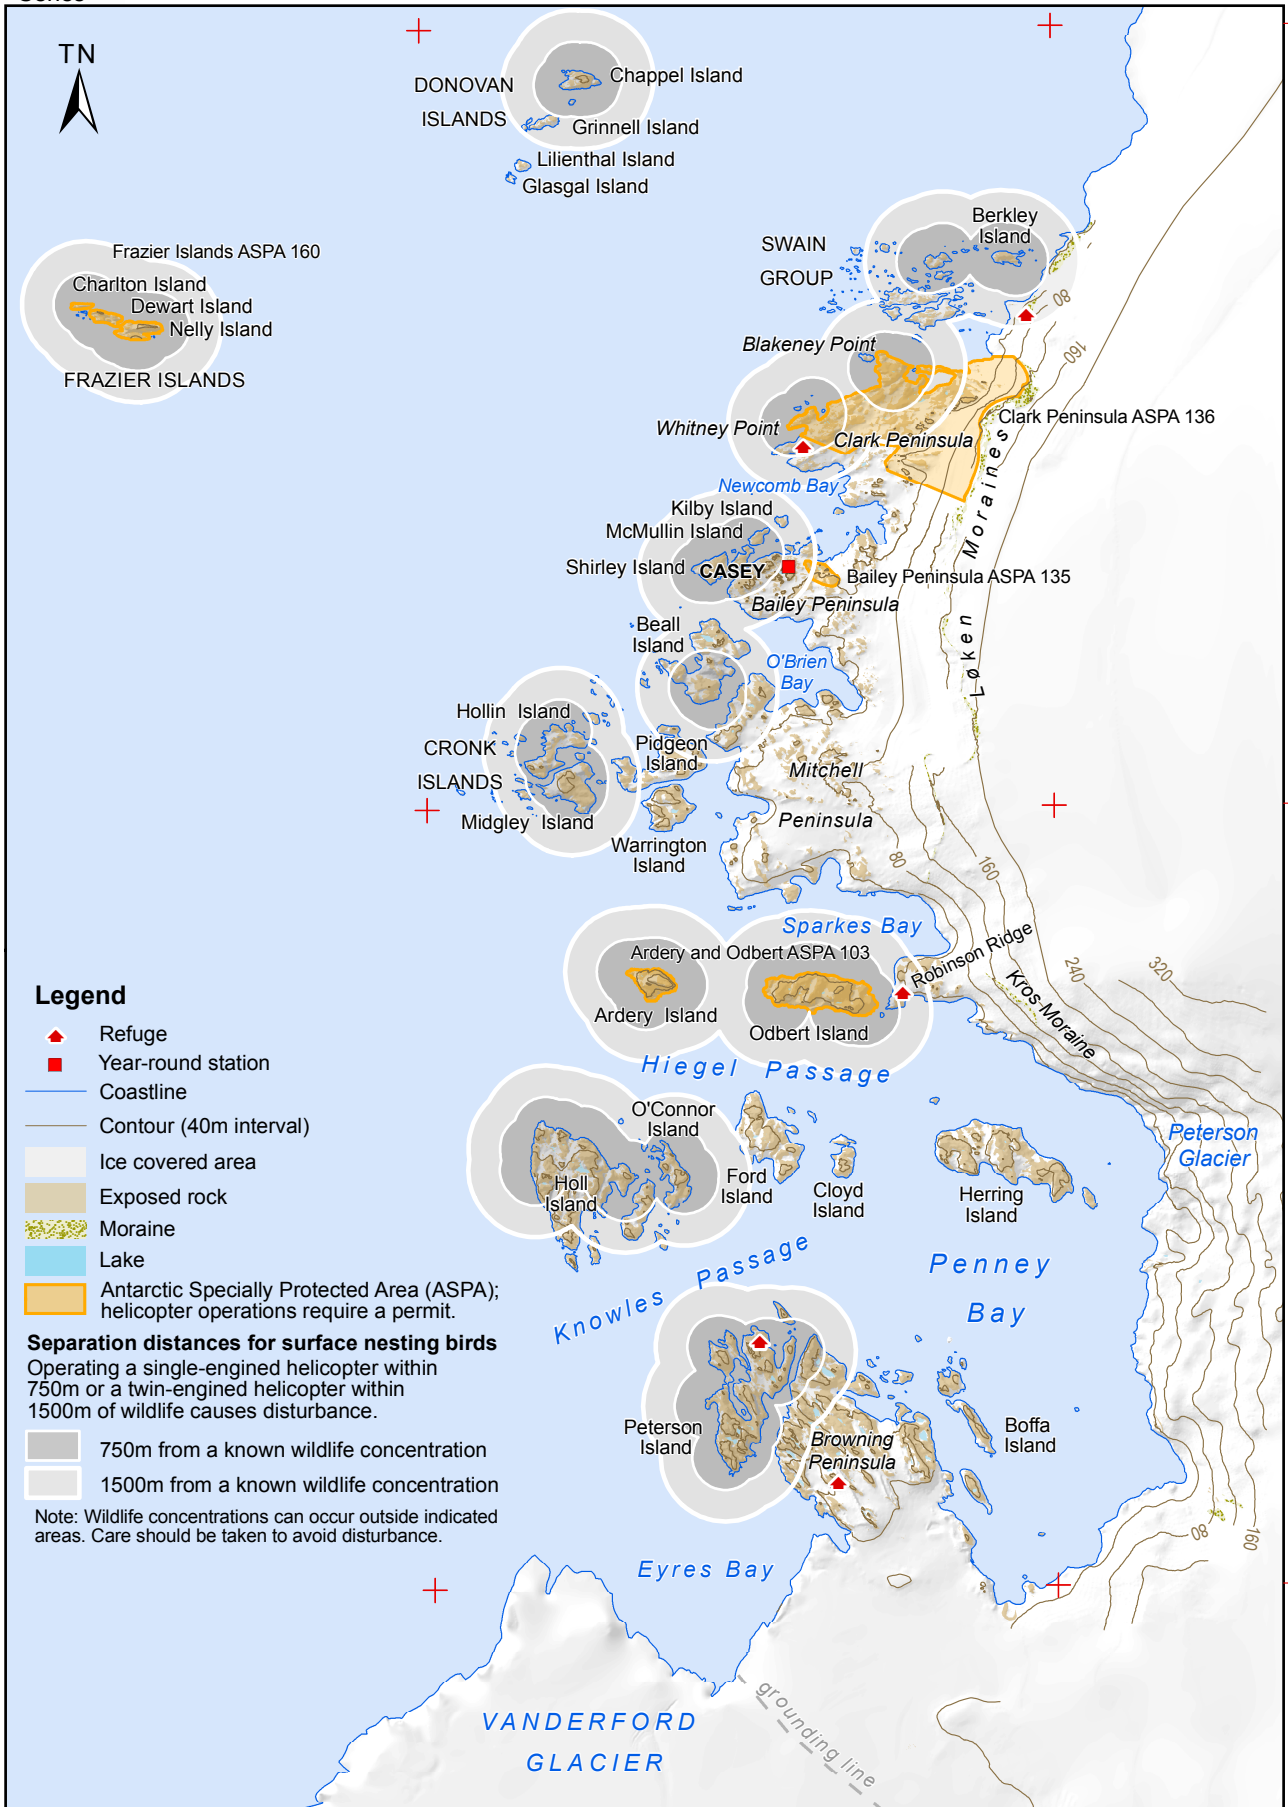 TN
DONOVAN
ISLANDS
Chappel Island
Grinnell Island
Lilienthal Island
Glasgal Island
Berkley
Island
SWAIN
GROUP
Frazier Islands ASPA 160
Charlton Island
Dewart Island
Nelly Island
FRAZIER ISLANDS
80
160
Blakeney Point
Whitney Point
Clark Peninsula
Clark Peninsula ASPA 136
Newcomb Bay
Løken Moraines
Kilby Island
McMullin Island
Shirley Island
CASEY
Bailey Peninsula ASPA 135
Bailey Peninsula
Beall
Island
O'Brien
Bay
Hollin Island
CRONK
ISLANDS
Midgley Island
Pidgeon
Island
Warrington
Island
Mitchell
Peninsula
80
160
240
320
Sparkes Bay
Robinson Ridge
Kros Moraine
Ardery and Odbert ASPA 103
Ardery Island
Odbert Island
Hiegel Passage
O'Connor
Island
Holl
Island
Ford
Island
Cloyd
Island
Herring
Island
Peterson
Glacier
Knowles Passage
Penney
Bay
Peterson
Island
Browning
Peninsula
Boffa
Island
80
160
Eyres Bay
VANDERFORD
GLACIER
grounding line
Legend
Refuge
Year-round station
Coastline
Contour (40m interval)
Ice covered area
Exposed rock
Moraine
Lake
Antarctic Specially Protected Area (ASPA);
helicopter operations require a permit.
Separation distances for surface nesting birds
Operating a single-engined helicopter within
750m or a twin-engined helicopter within
1500m of wildlife causes disturbance.
750m from a known wildlife concentration
1500m from a known wildlife concentration
Note: Wildlife concentrations can occur outside indicated
areas. Care should be taken to avoid disturbance.